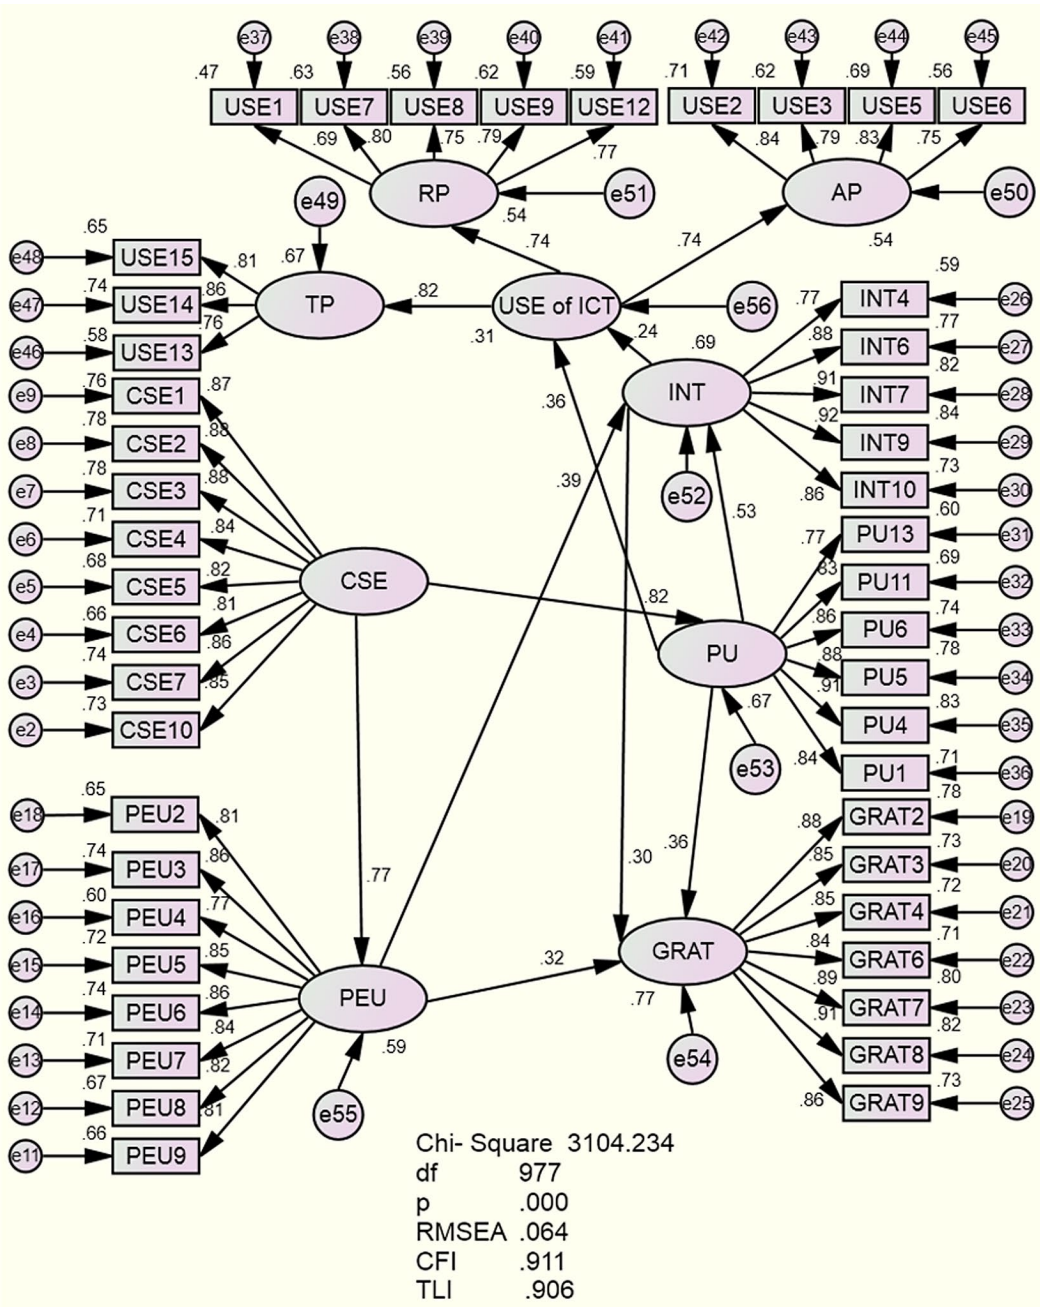 e37 e38 e39 e40 e41 e42 e43 e44 e45
.47 .63 .56 .62 .59 .71 .62 .69 .56
USE1 USE7 USE8 USE9 USE12 USE2 USE3 USE5 USE6
.69 .80 .75 .79 .77 .84 .79 .83 .75
e49 RP e51 AP e50
.54 .54
.65 .67 .74 .74
e48 USE15 .81
.74 e47 USE14 .86 TP .82 USE of ICT e56
.58 e46 USE13 .76 .31 .24 .69
.59 .77 INT4 e26
.77 .88 INT6 e27
.82 .91 INT7 e28
INT
.84 .92 INT9 e29
.73 .86 INT10 e30
e52
.36 .39 .53
.76 e9 CSE1 .87
.78 e8 CSE2 .88
.78 e7 CSE3 .88
.71 e6 CSE4 .84
.68 e5 CSE5 .82
CSE .82
.66 e4 CSE6 .81
.74 e3 CSE7 .86
.73 e2 CSE10 .85
.60 .77 PU13 e31
.69 .83 PU11 e32
.74 .86 PU6 e33
PU
.78 .88 PU5 e34
.83 .91 PU4 e35
.71 .84 PU1 e36
.67
e53
.77 .30 .36
.65 e18 PEU2 .81
.74 e17 PEU3 .86
.60 e16 PEU4 .77
.72 e15 PEU5 .85
PEU .32
.74 e14 PEU6 .86
.71 e13 PEU7 .84
.67 e12 PEU8 .82
.66 e11 PEU9 .81
.59
e55
.78 .88 GRAT2 e19
.73 .85 GRAT3 e20
.72 .85 GRAT4 e21
GRAT
.71 .84 GRAT6 e22
.80 .89 GRAT7 e23
.82 .91 GRAT8 e24
.73 .86 GRAT9 e25
.77
e54
Chi- Square 3104.234
df 977
p .000
RMSEA .064
CFI .911
TLI .906